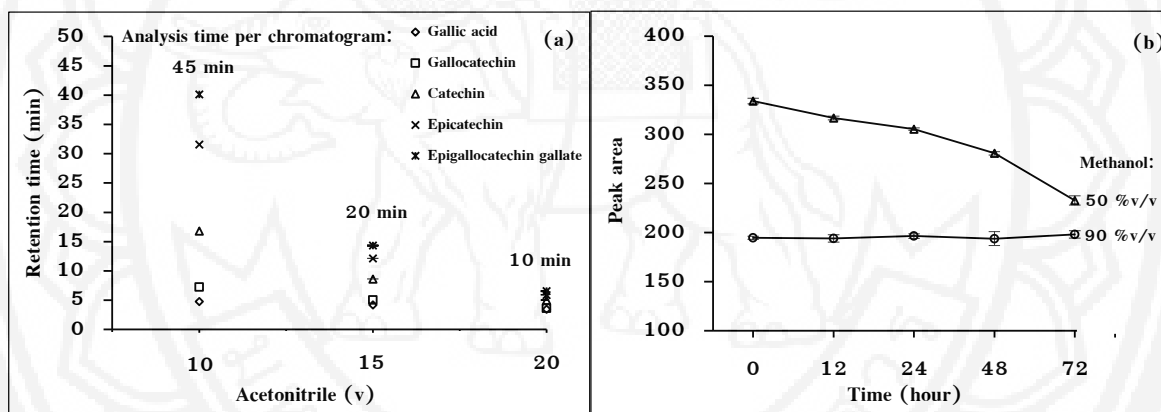 Analysis time per chromatogram:
Gallic acid
Gallocatechin
Catechin
Epicatechin
Epigallocatechin gallate
(a)
45 min
20 min
10 min
Retention time (min)
50
45
40
35
30
25
20
15
10
5
0
10
15
20
Acetonitrile (v)
(b)
Peak area
400
350
300
250
200
150
100
Methanol:
50 %v/v
90 %v/v
0
12
24
48
72
Time (hour)